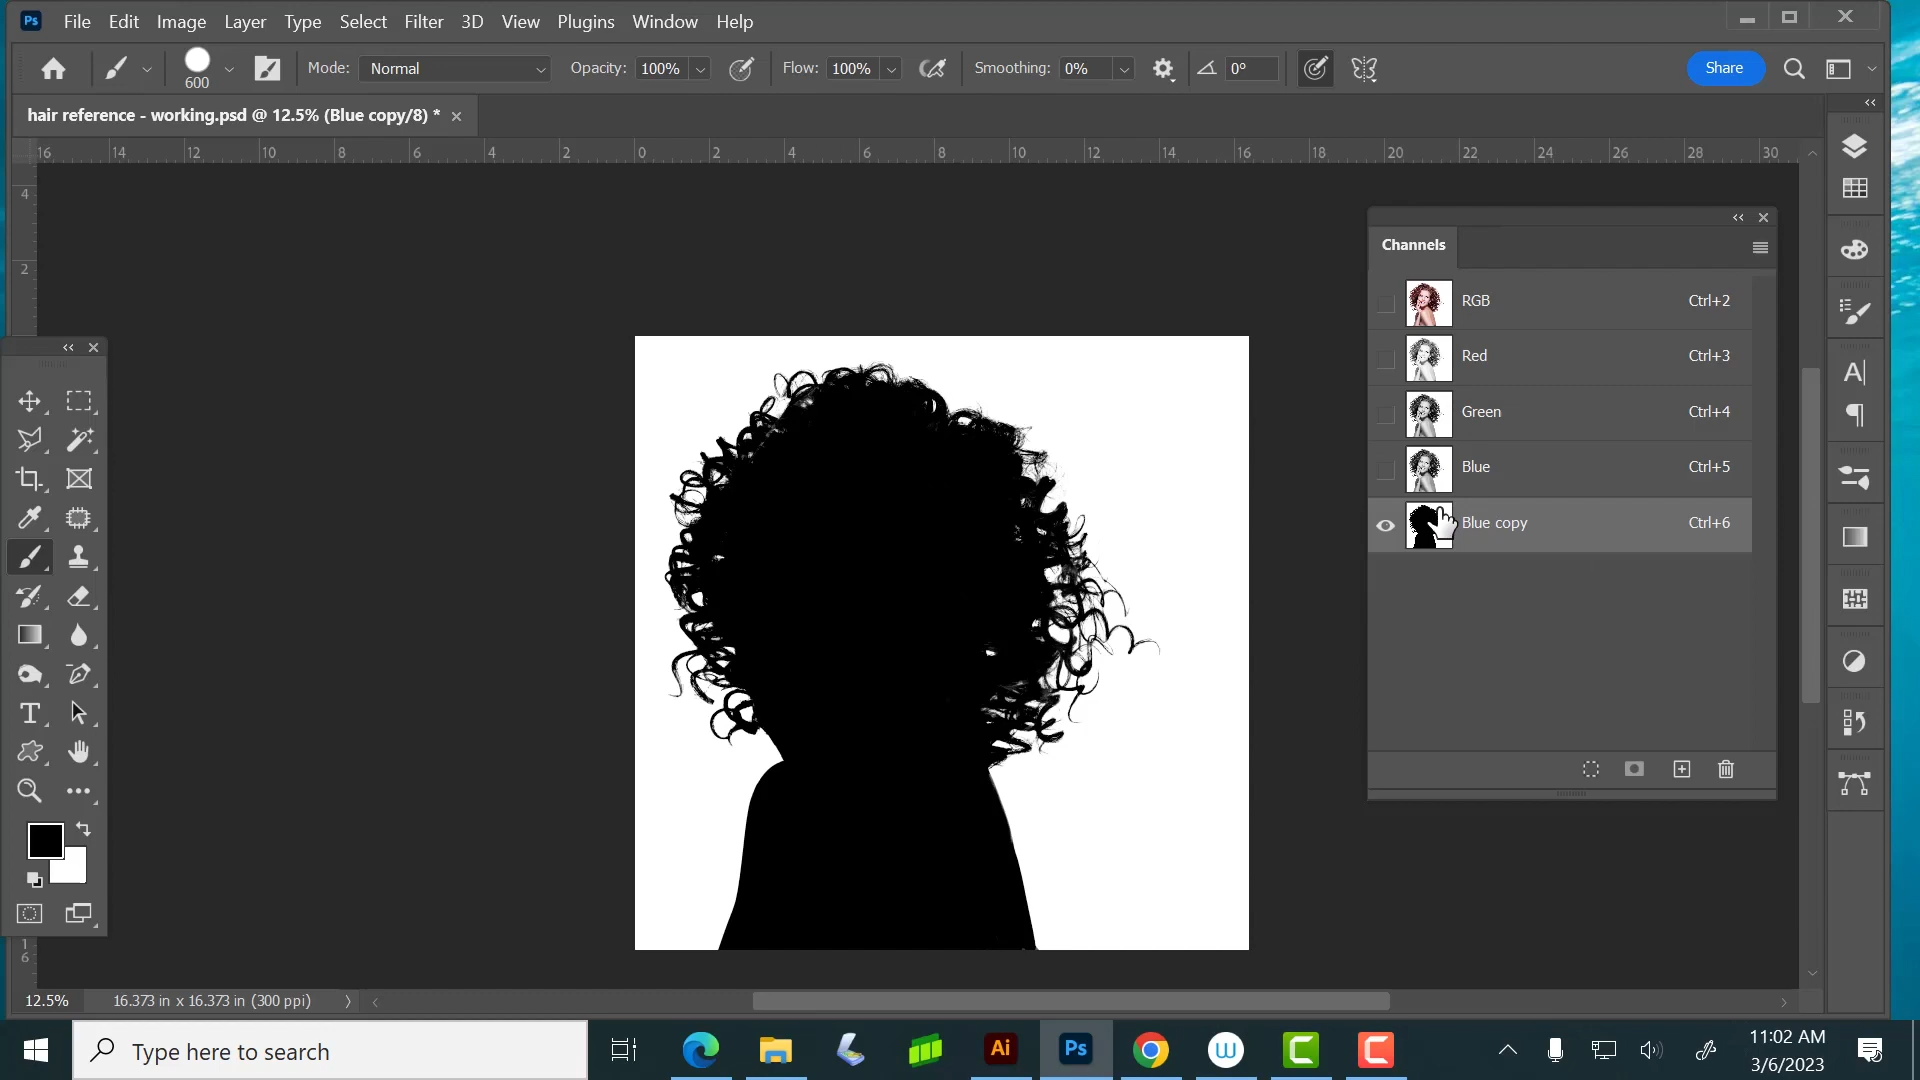 Ps File Edit Image Layer Type Select Filter 3D View Plugins Window Help
600 Mode: Normal Opacity: 100% Flow: 100% Smoothing: 0% 0° Share
hair reference - working.psd @ 12.5% (Blue copy/8) *
16 14 12 10 8 6 4 2 0 2 4 6 8 10 12 14 16 18 20 22 24 26 28 30
4
2
Channels
RGB Ctrl+2
Red Ctrl+3
Green Ctrl+4
Blue Ctrl+5
Blue copy Ctrl+6
1
6
12.5% 16.373 in x 16.373 in (300 ppi)
Type here to search
Ai Ps
11:02 AM
3/6/2023